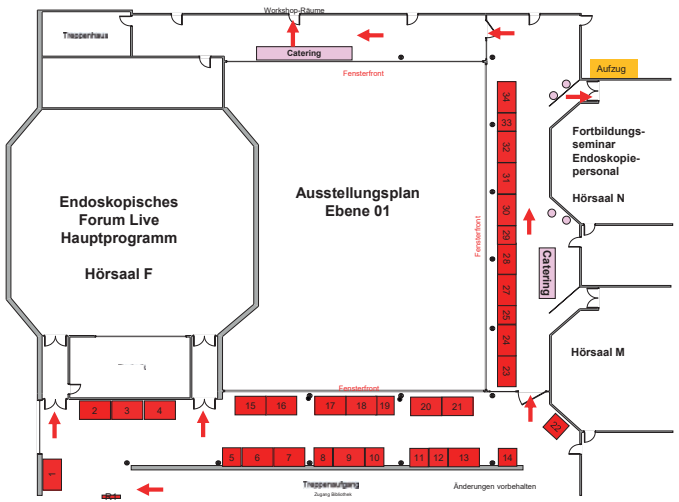 Workshop-Räume
Treppenhaus
Catering
Fensterfront
Aufzug
34
33
32
31
30
29
28
27
25
24
23
Fortbildungs-
seminar
Endoskopie-
personal
Hörsaal N
Endoskopisches
Forum Live
Hauptprogramm
Hörsaal F
Ausstellungsplan
Ebene 01
Fensterfront
Catering
Hörsaal M
Fensterfront
2
3
4
15
16
17
18
19
20
21
22
1
5
6
7
8
9
10
11
12
13
14
Treppenaufgang
Zugang Bibliothek
Änderungen vorbehalten